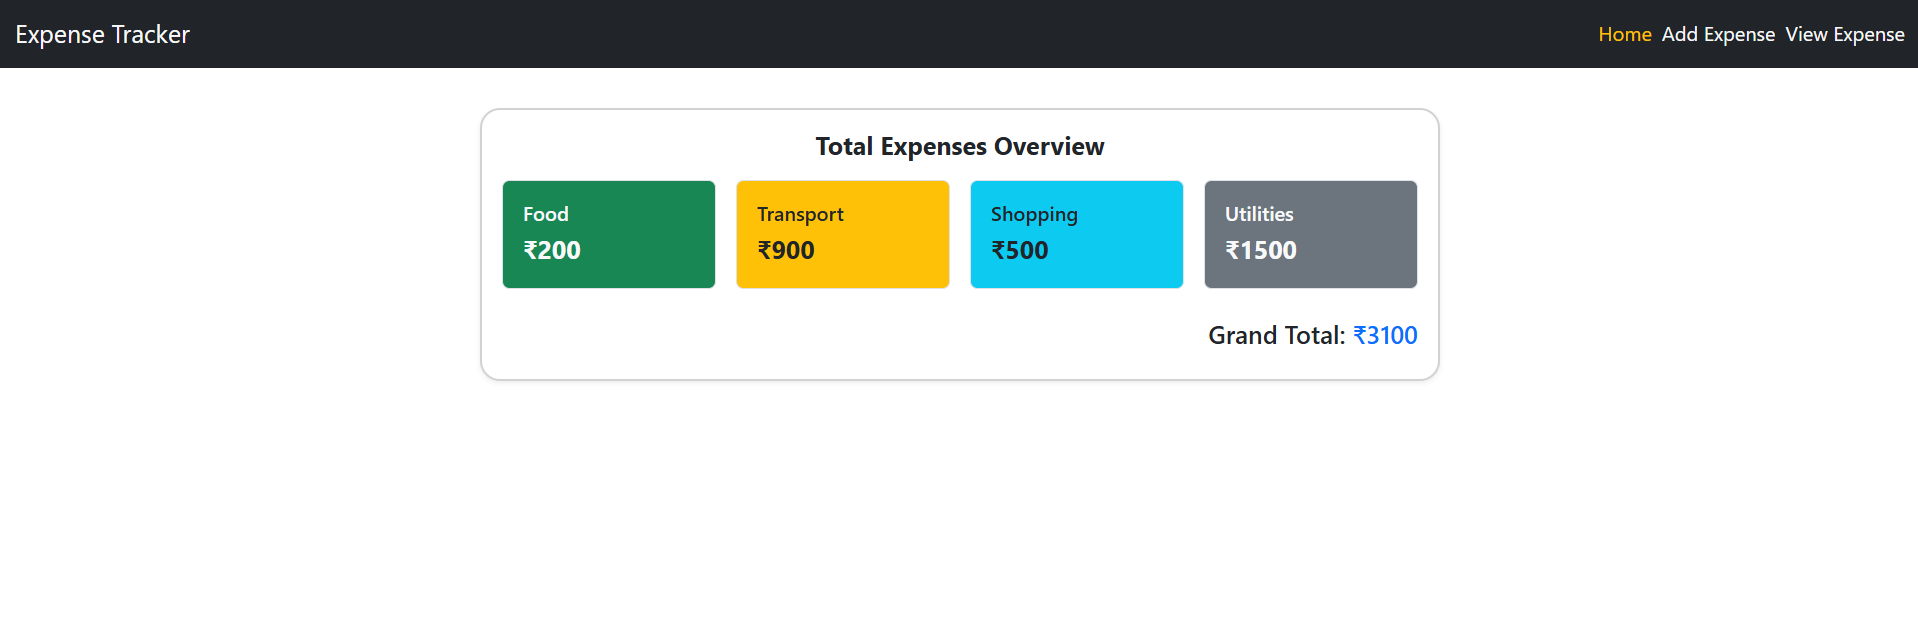 Expense Tracker
Home Add Expense View Expense
Total Expenses Overview
Food
₹200
Transport
₹900
Shopping
₹500
Utilities
₹1500
Grand Total: ₹3100